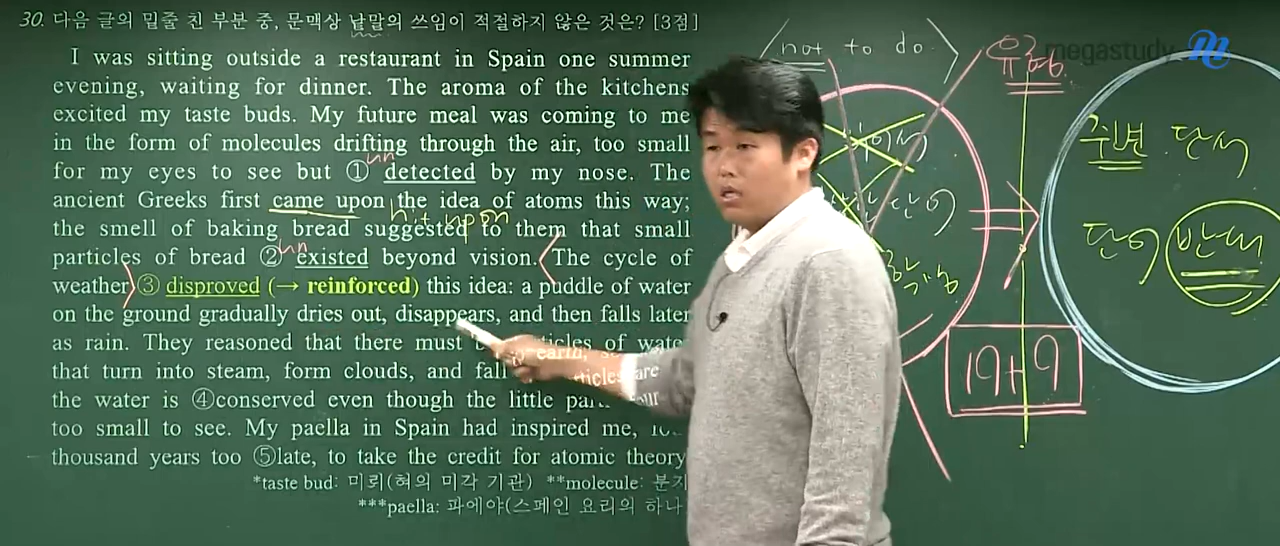 30. 다음 글의 밑줄 친 부분 중, 문맥상 낱말의 쓰임이 적절하지 않은 것은? [3점]
I was sitting outside a restaurant in Spain one summer
evening, waiting for dinner. The aroma of the kitchens
excited my taste buds. My future meal was coming to me
in the form of molecules drifting through the air, too small
un
for my eyes to see but ① detected by my nose. The
ancient Greeks first came upon the idea of atoms this way;
hit upon
the smell of baking bread suggested to them that small
un
particles of bread ② existed beyond vision. The cycle of
weather ③ disproved (→ reinforced) this idea: a puddle of water
on the ground gradually dries out, disappears, and then falls later
as rain. They reasoned that there must of
that turn into steam, form clouds, and fall are
the water is ④conserved even though the little
too small to see. My paella in Spain had inspired me,
thousand years too ⑤late, to take the credit for atomic theory
*taste bud: 미뢰(혀의 미각 기관) **molecule: 분자
***paella: 파에야(스페인 요리의 하나
not to do
megastudy
19+9
주변 단서
단어 반대